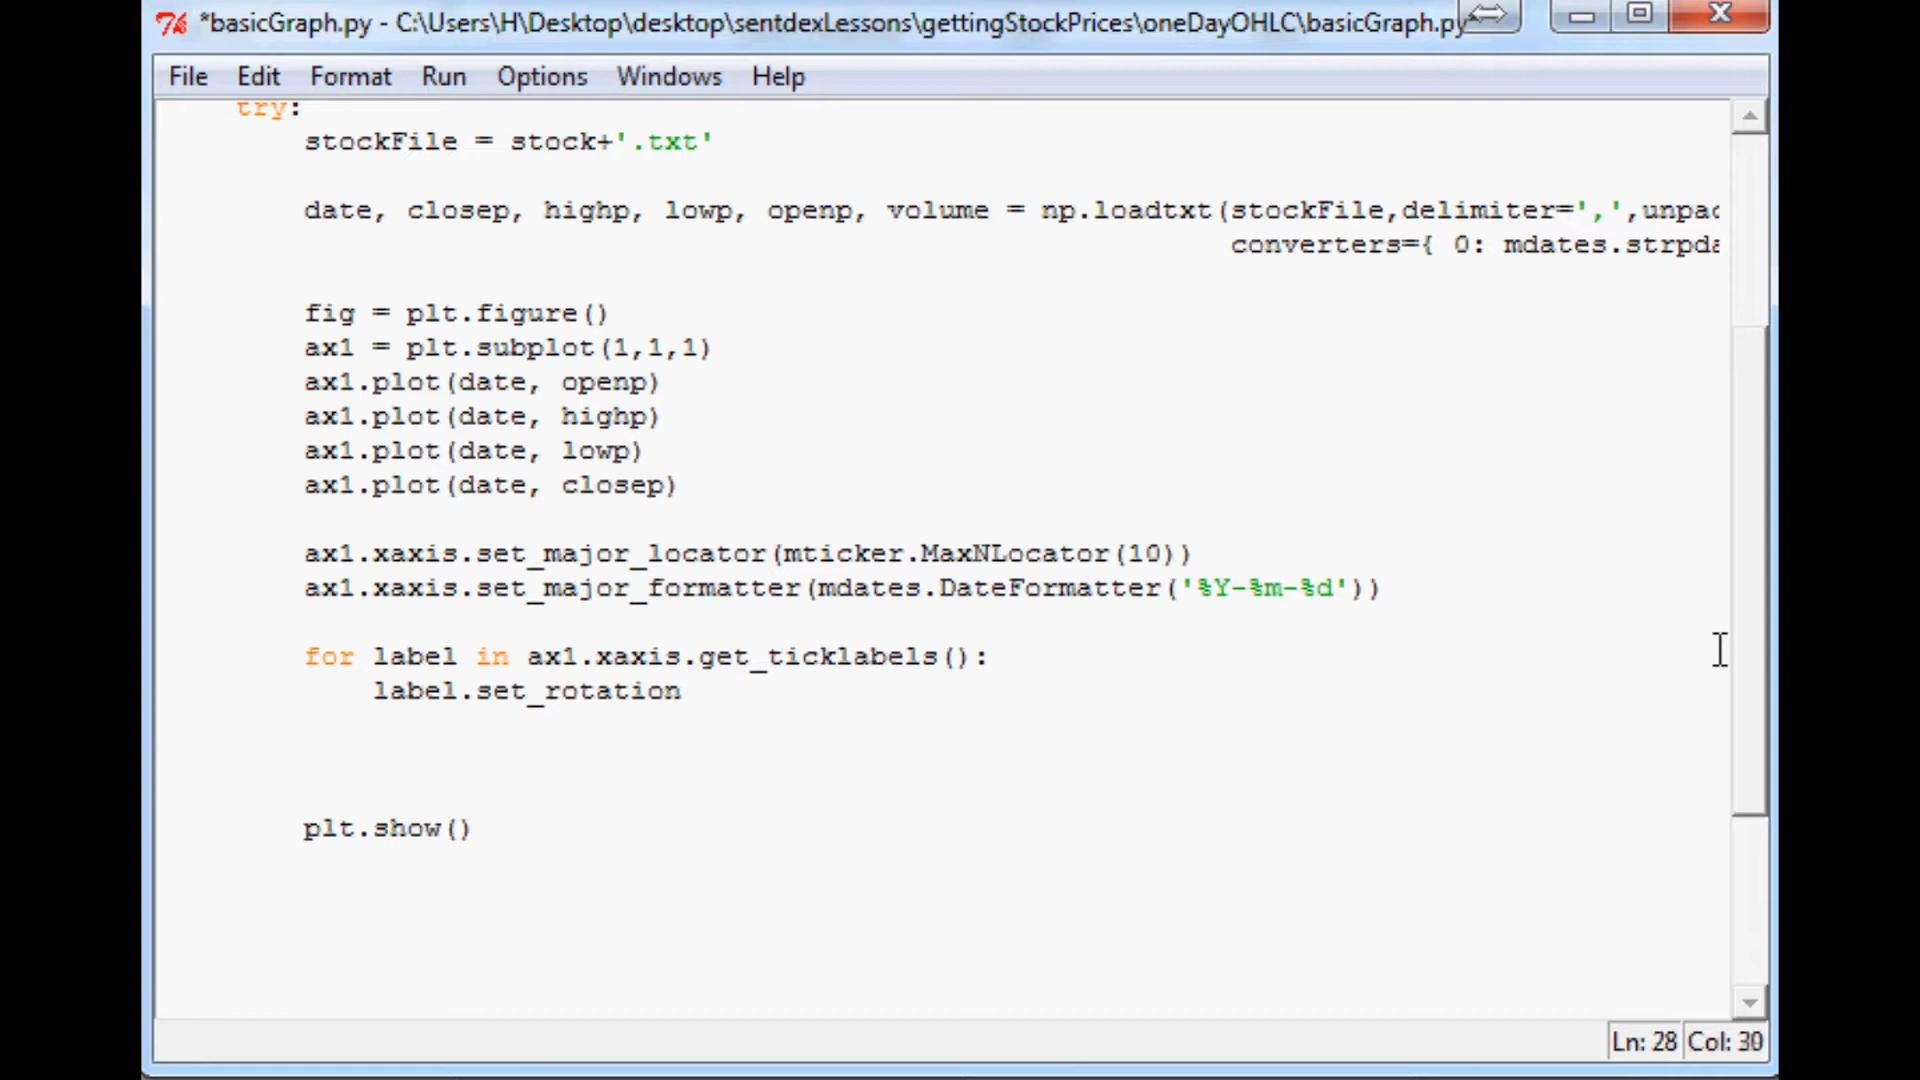 *basicGraph.py - C:\Users\H\Desktop\desktop\sentdexLessons\gettingStockPrices\oneDayOHLC\basicGraph.py*
File Edit Format Run Options Windows Help
try:
stockFile = stock+'.txt'
date, closep, highp, lowp, openp, volume = np.loadtxt(stockFile,delimiter=',',unpac
converters={ 0: mdates.strpda
fig = plt.figure()
ax1 = plt.subplot(1,1,1)
ax1.plot(date, openp)
ax1.plot(date, highp)
ax1.plot(date, lowp)
ax1.plot(date, closep)
ax1.xaxis.set_major_locator(mticker.MaxNLocator(10))
ax1.xaxis.set_major_formatter(mdates.DateFormatter('%Y-%m-%d'))
for label in ax1.xaxis.get_ticklabels():
label.set_rotation
plt.show()
Ln: 28 Col: 30